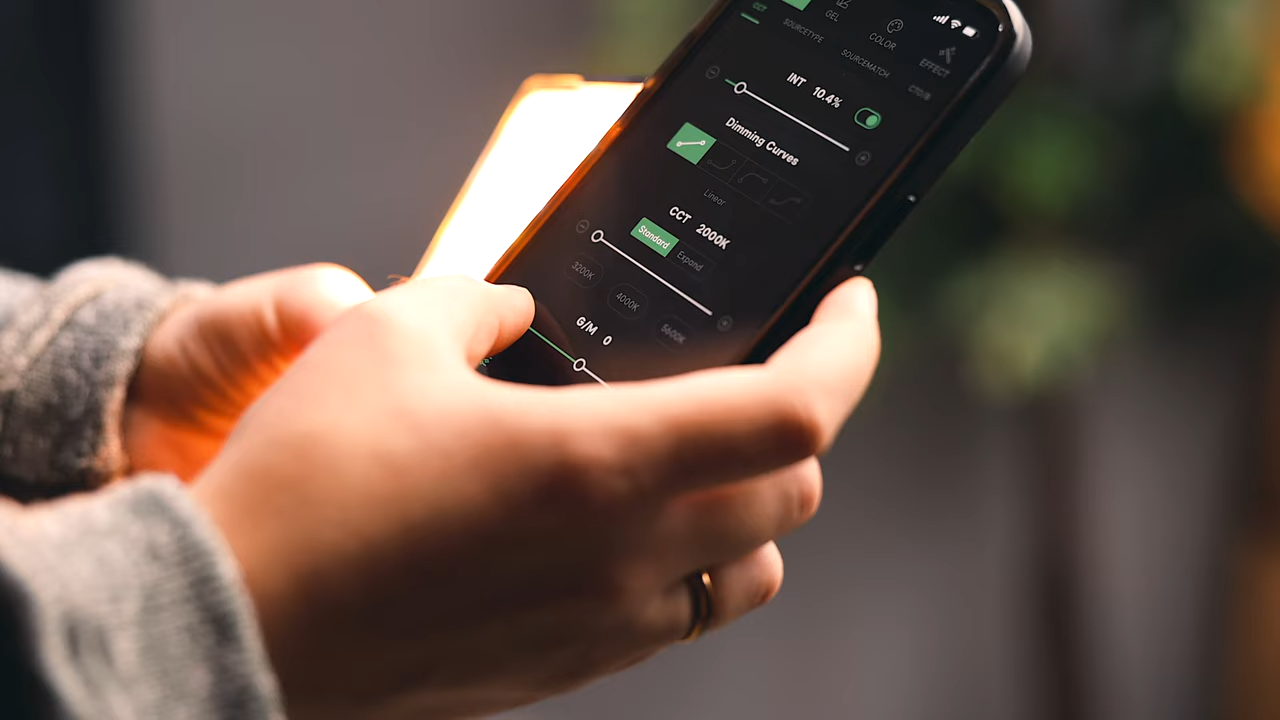 CCT
GEL
COLOR
EFFECT
SOURCETYPE
SOURCEMATCH
INT 10.4%
Dimming Curves
Linear
CCT 2000K
Standard
Expand
3200K
4000K
5600K
G/M 0